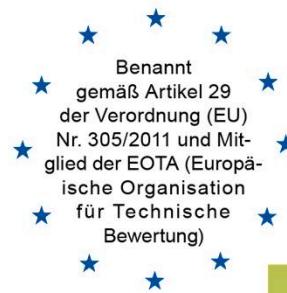 Benannt
gemäß Artikel 29
der Verordnung (EU)
Nr. 305/2011 und Mit-
glied der EOTA (Europä-
ische Organisation
für Technische
Bewertung)